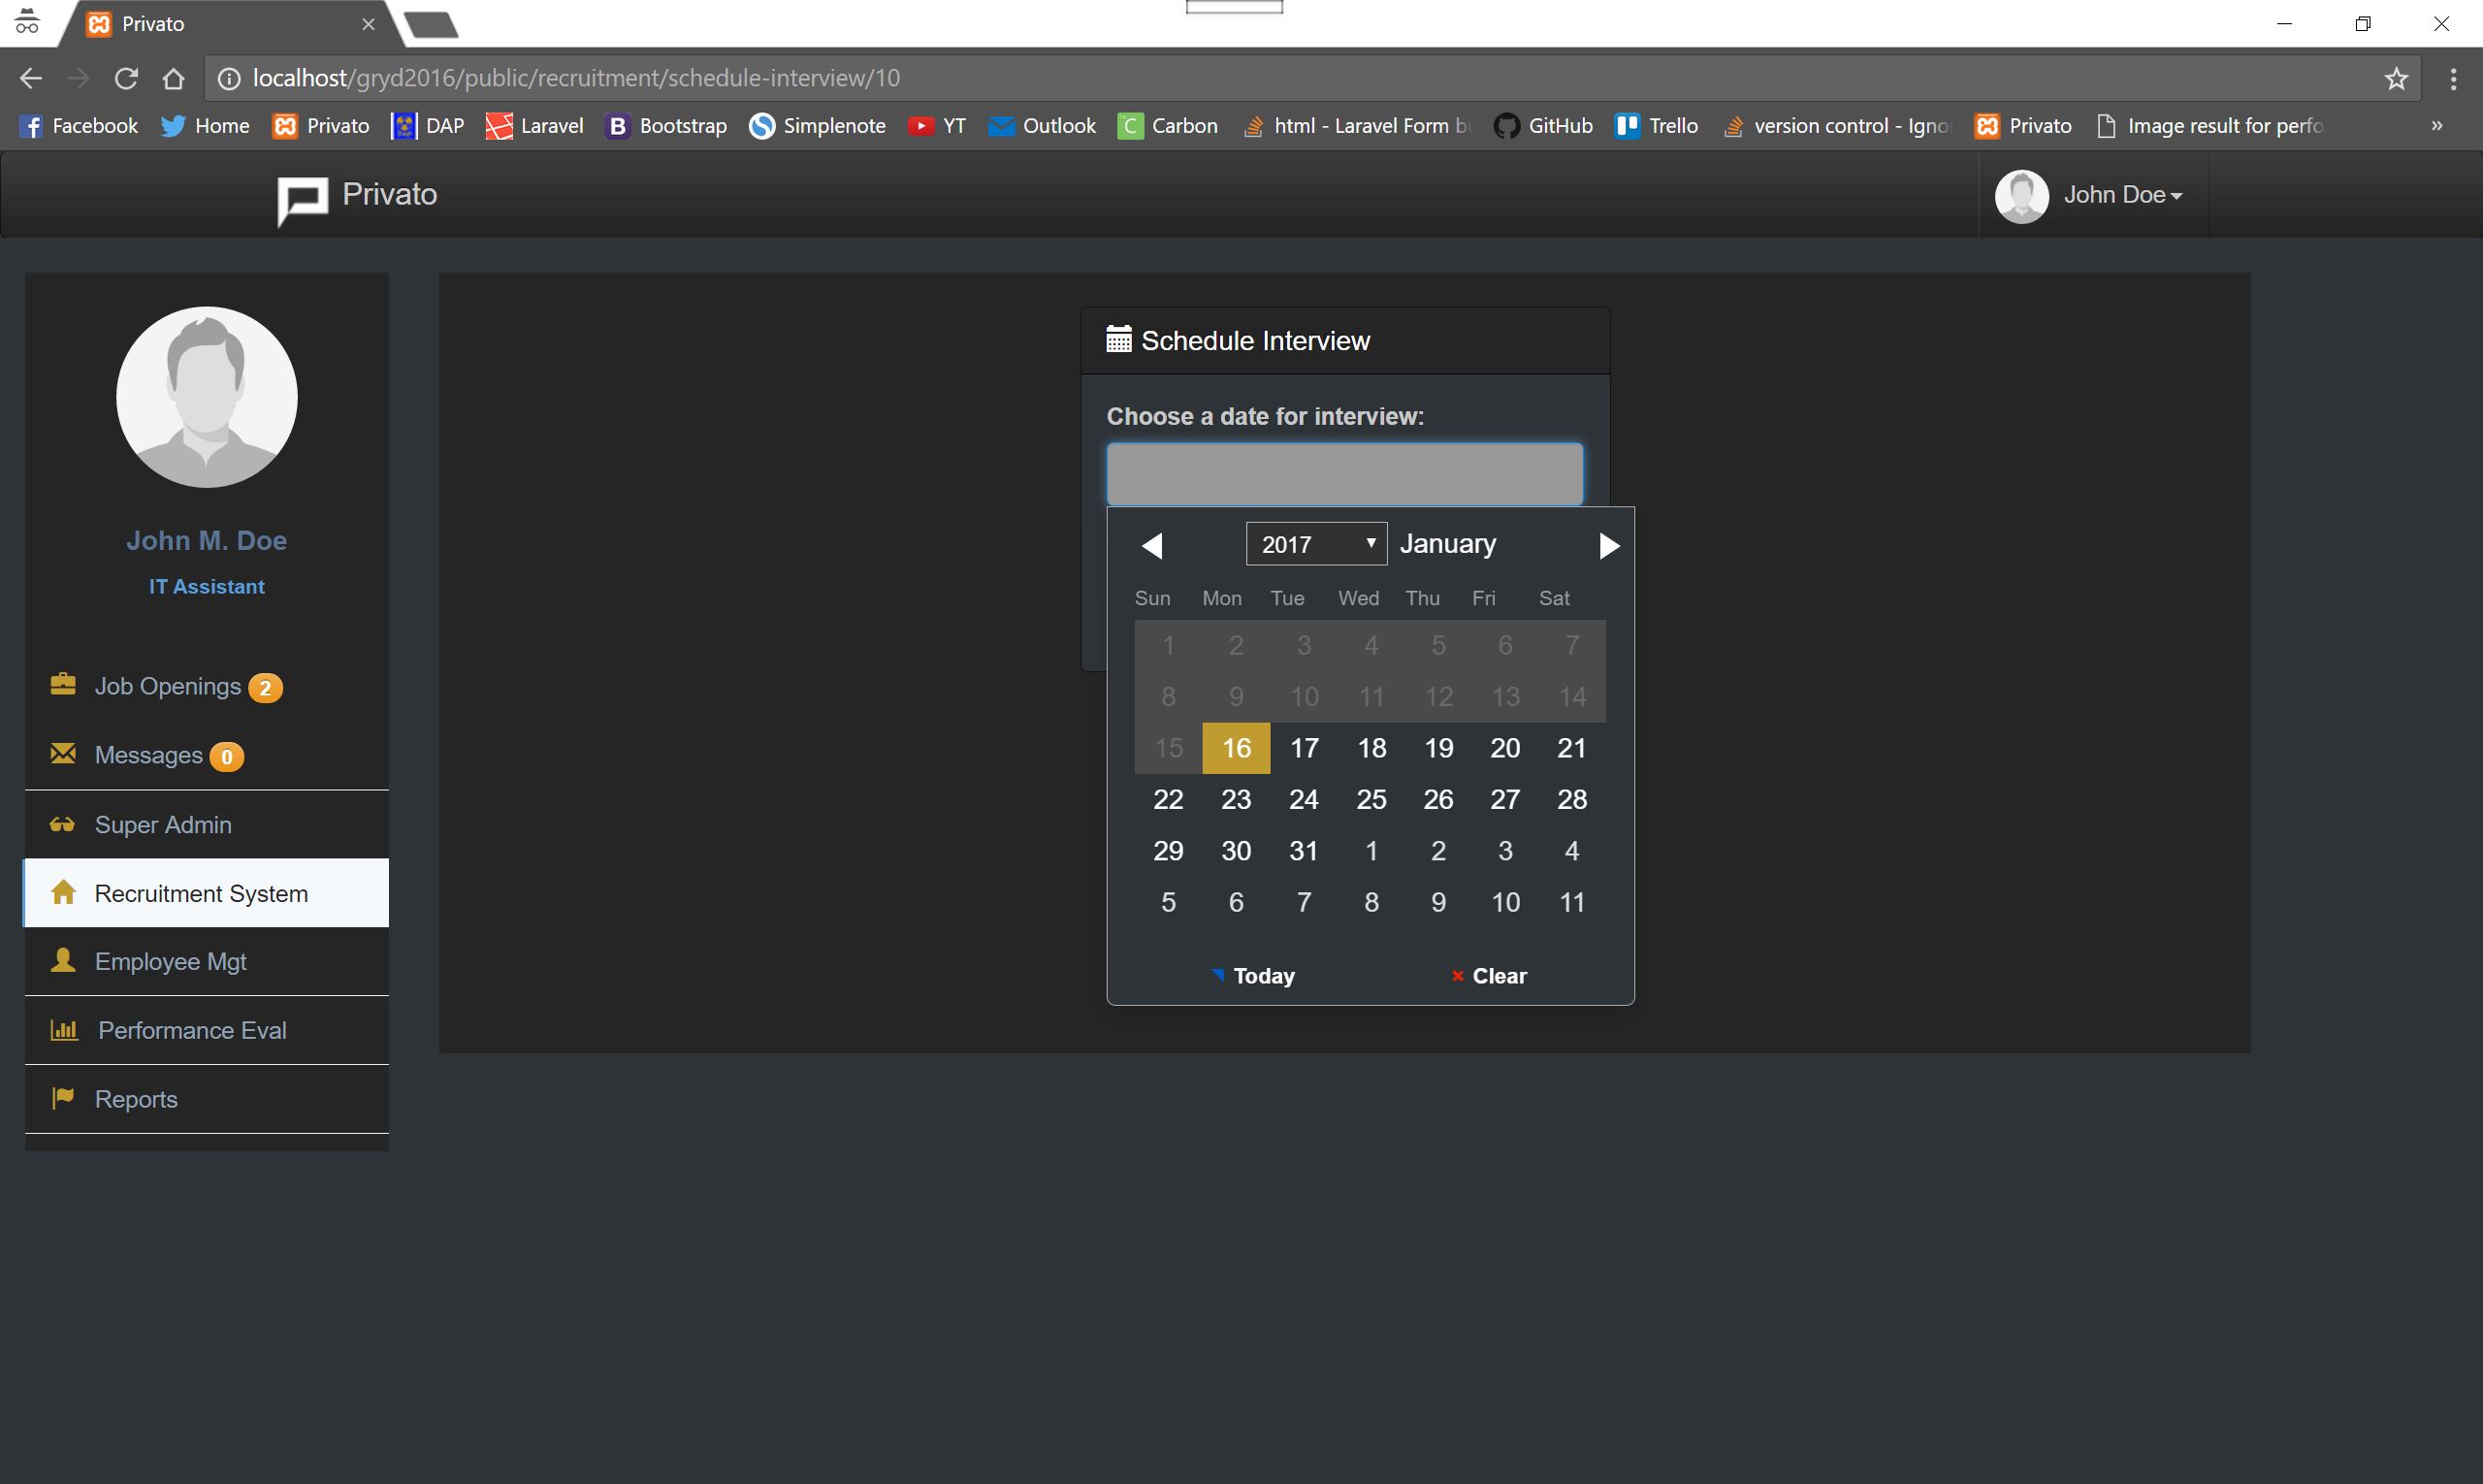 Privato
localhost/gryd2016/public/recruitment/schedule-interview/10
Facebook Home Privato DAP Laravel Bootstrap Simplenote YT Outlook Carbon html - Laravel Form GitHub Trello version control - Privato Image result for »
Privato John Doe
Schedule Interview
Choose a date for interview:
2017 January
Sun Mon Tue Wed Thu Fri Sat
1 2 3 4 5 6 7
8 9 10 11 12 13 14
15 16 17 18 19 20 21
22 23 24 25 26 27 28
29 30 31 1 2 3 4
5 6 7 8 9 10 11
Today × Clear
John M. Doe
IT Assistant
Job Openings 2
Messages 0
Super Admin
Recruitment System
Employee Mgt
Performance Eval
Reports